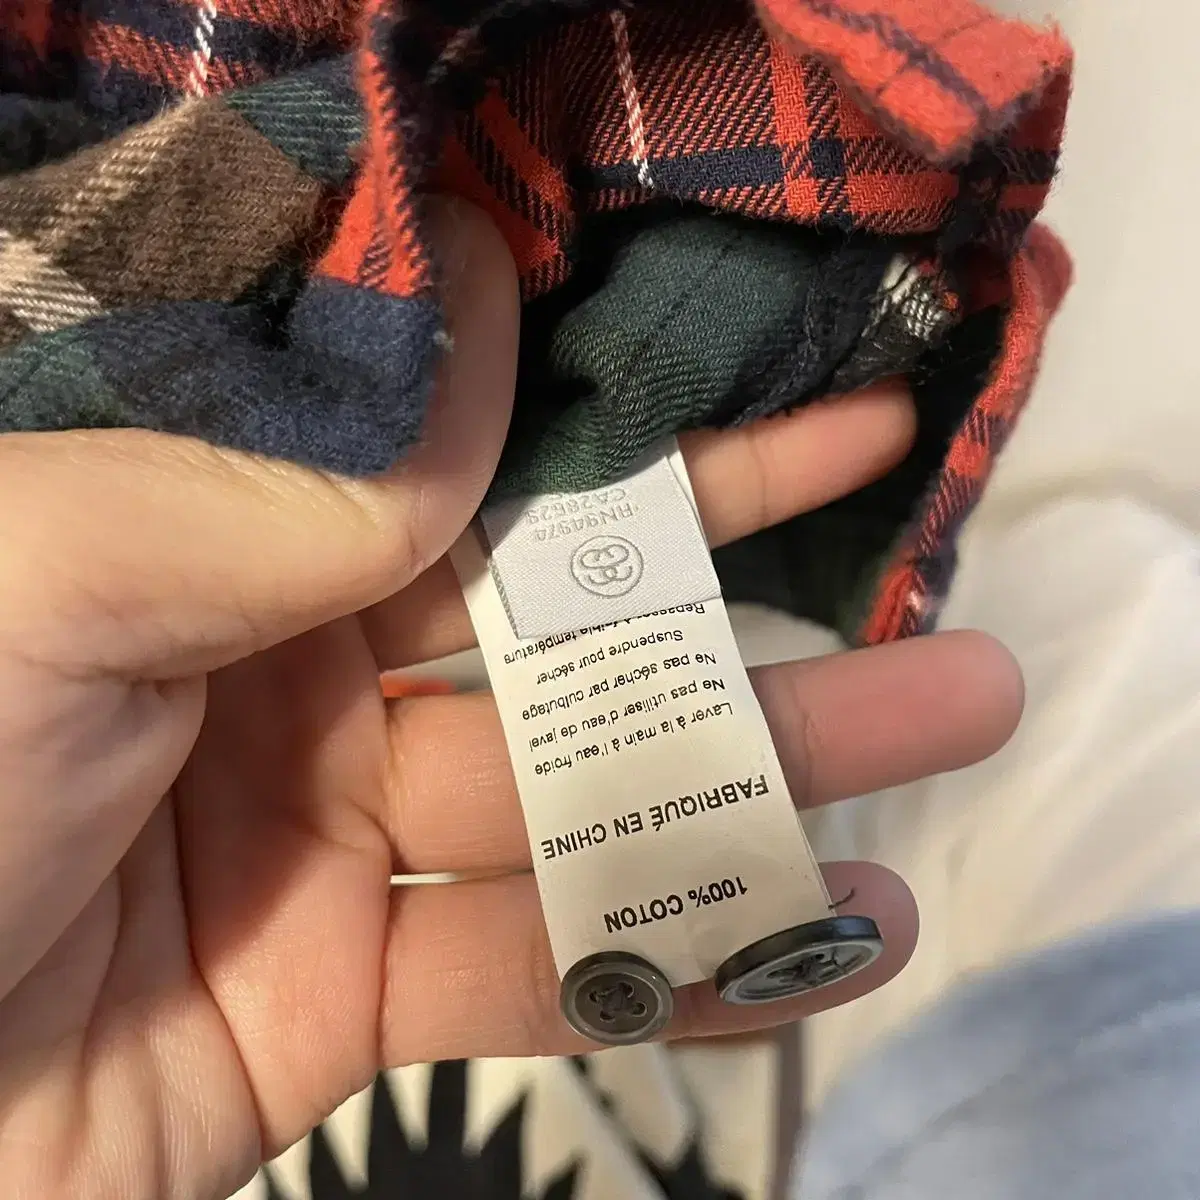 100% COTON
FABRIQUÉ EN CHINE
Laver à la main à l'eau froide
Ne pas utiliser d'eau de javel
Ne pas sécher par culbutage
Suspendre pour sécher
Repasser à faible température
RN94974
CA28629